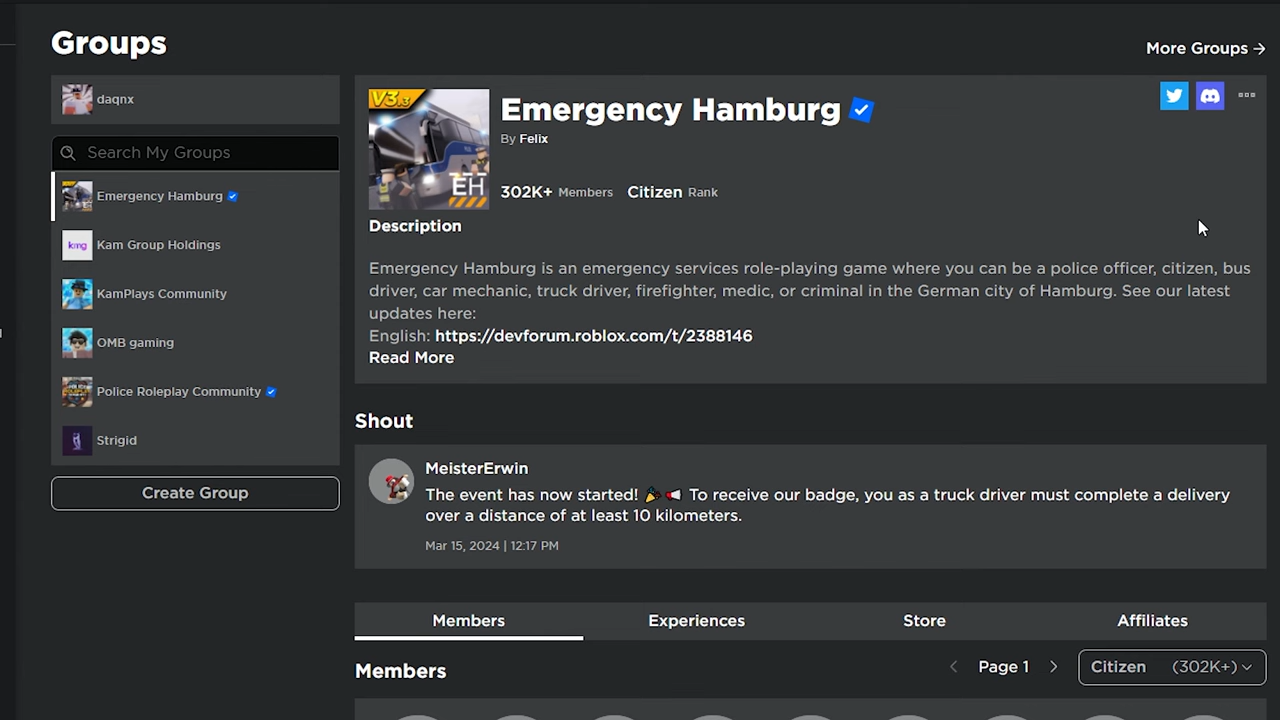 Groups
More Groups →
daqnx
Search My Groups
Emergency Hamburg
Kam Group Holdings
KamPlays Community
OMB gaming
Police Roleplay Community
Strigid
Create Group
V3.3
EH
kmg
Emergency Hamburg
By Felix
302K+ Members Citizen Rank
Description
Emergency Hamburg is an emergency services role-playing game where you can be a police officer, citizen, bus
driver, car mechanic, truck driver, firefighter, medic, or criminal in the German city of Hamburg. See our latest
updates here:
English: https://devforum.roblox.com/t/2388146
Read More
Shout
MeisterErwin
The event has now started! 🎉📢 To receive our badge, you as a truck driver must complete a delivery
over a distance of at least 10 kilometers.
Mar 15, 2024 | 12:17 PM
Members Experiences Store Affiliates
Members
Page 1
Citizen (302K+)